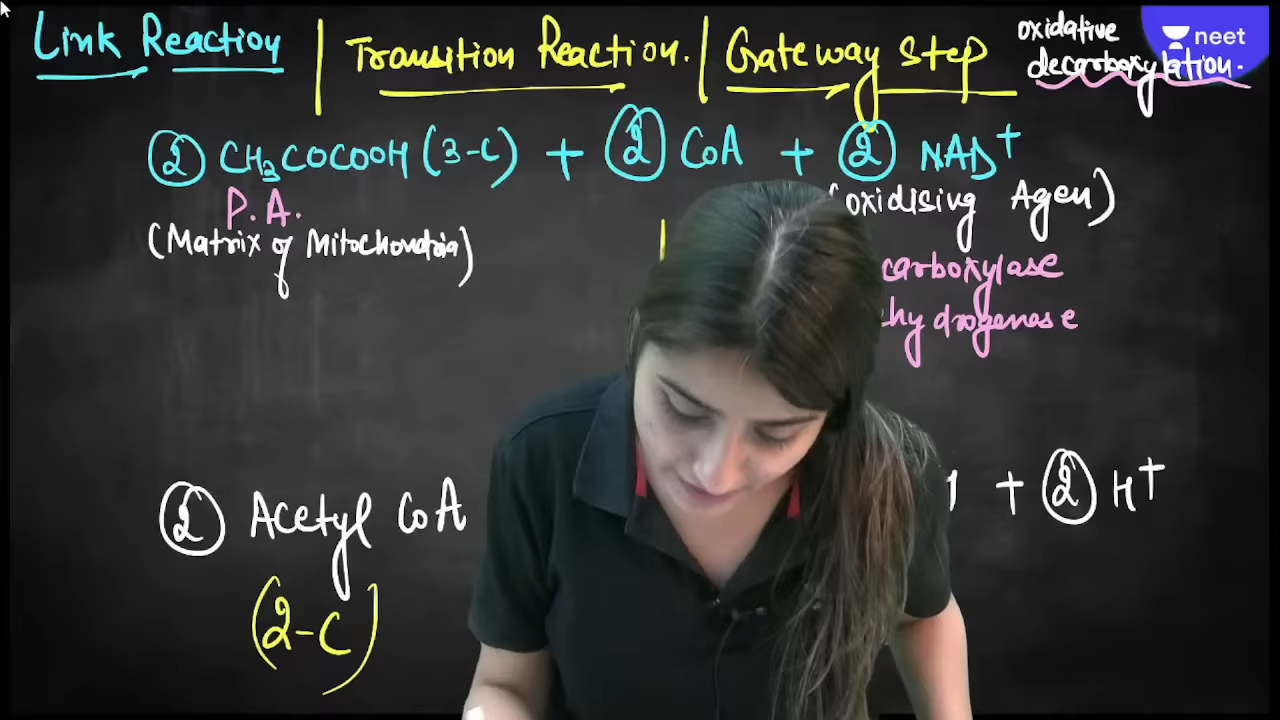 Link Reaction | Transition Reaction. | Gateway Step
oxidative
decarboxylation.
neet
② CH₃COCOOH (3-C) + ② CoA + ② NAD⁺
P.A.
(oxidising Agen)
(Matrix of Mitochondria)
carboxylase
hydrogenase
② Acetyl CoA
+ ② H⁺
(2-C)